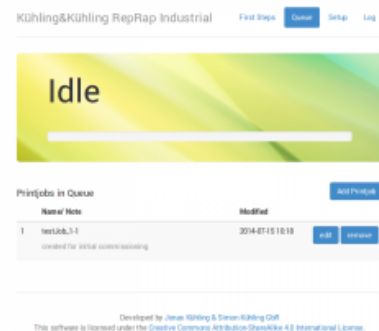 Kühling&Kühling RepRap Industrial
First Steps Queue Setup Log
Idle
Printjobs in Queue
Add Printjob
Name/ Note Modified
1 testJob_1-1 2014-07-15 10:18 edit remove
created for initial commissioning
Developed by Jonas Kühling & Simon Kühling GbR
This software is licensed under the Creative Commons Attribution-ShareAlike 4.0 International License.